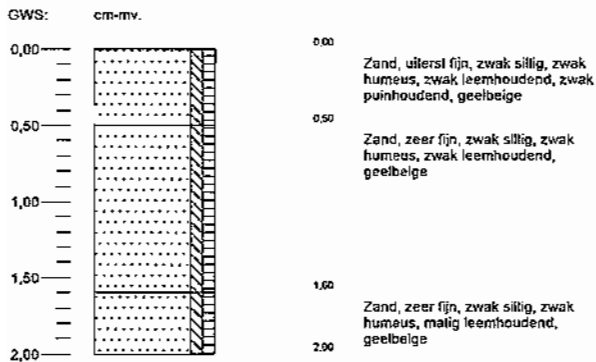 GWS: cm-mv.
0,00
0,00
Zand, uiterst fijn, zwak siltig, zwak
humeus, zwak leemhoudend, zwak
puinhoudend, geelbeige
0,50
0,50
Zand, zeer fijn, zwak siltig, zwak
humeus, zwak leemhoudend,
geelbeige
1,00
1,50
1,60
Zand, zeer fijn, zwak siltig, zwak
humeus, matig leemhoudend,
geelbeige
2,00
2,00